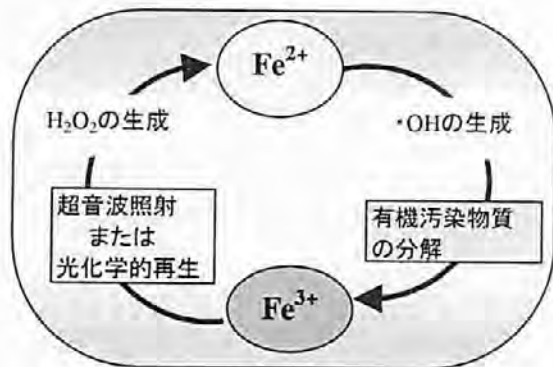 Fe²⁺
H₂O₂の生成
・OHの生成
超音波照射
または
光化学的再生
有機汚染物質
の分解
Fe³⁺